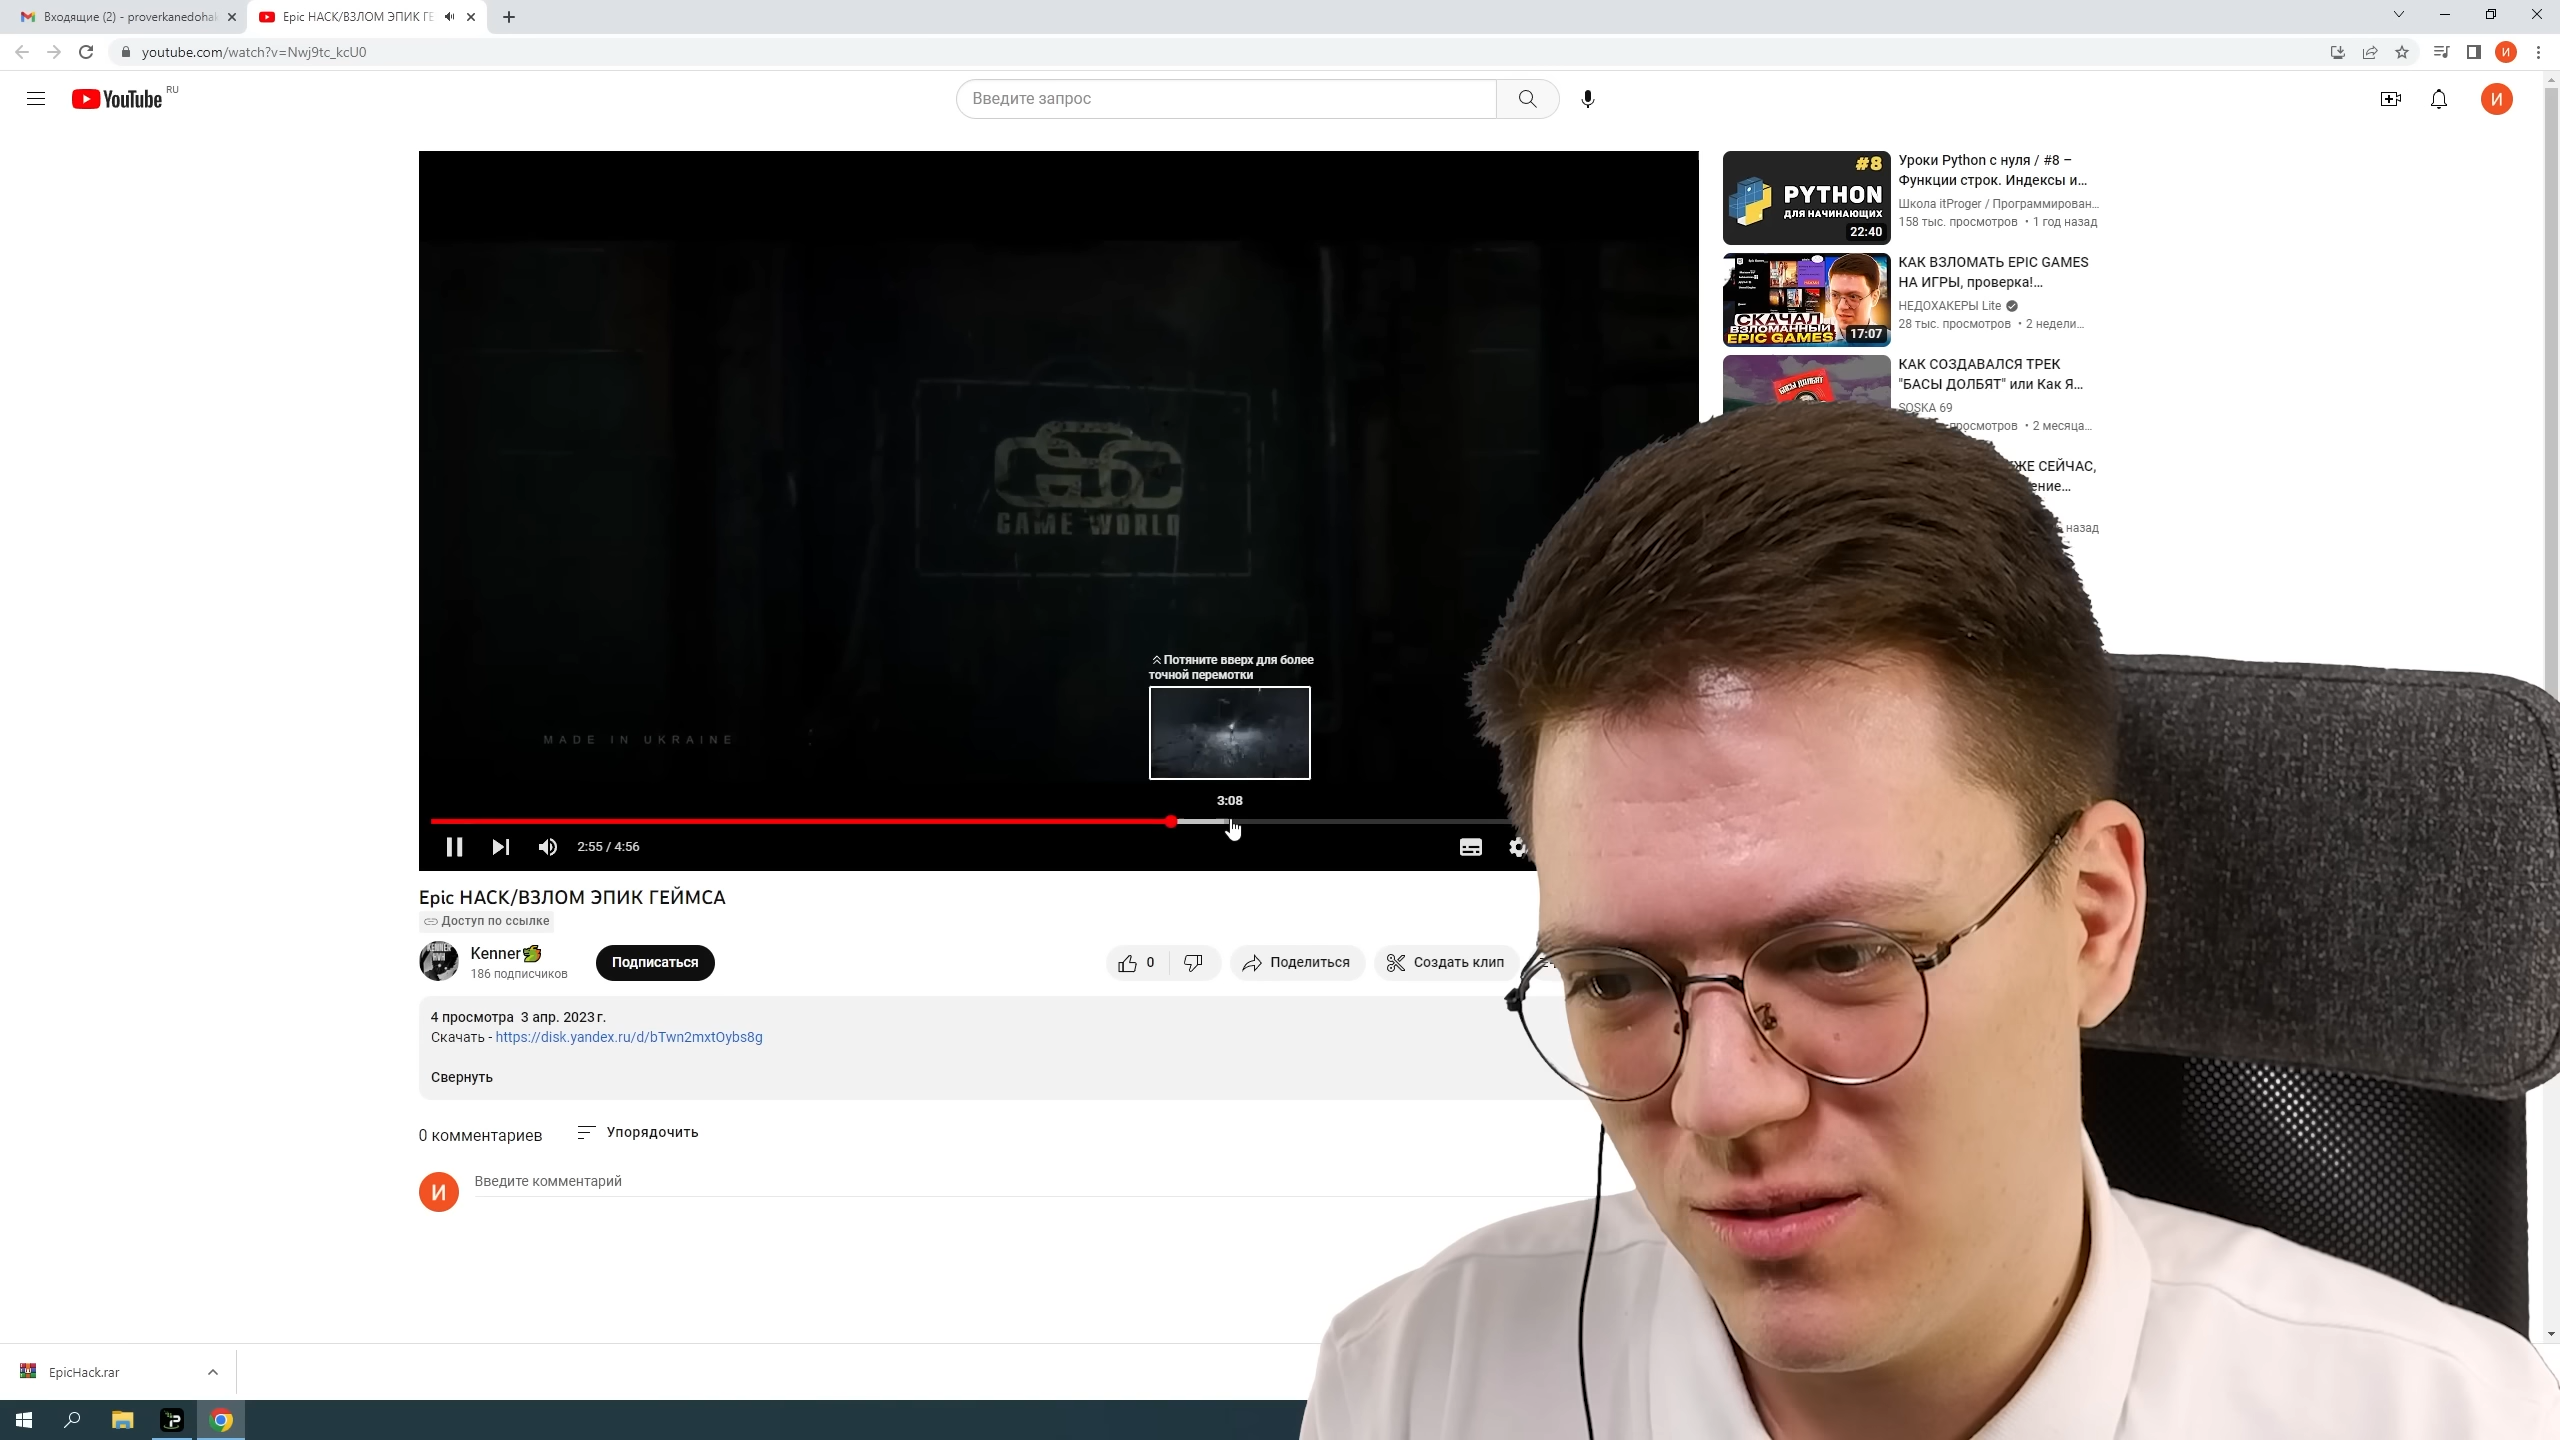 Входящие (2) - proverkanedohak
Epic HACK/ВЗЛОМ ЭПИК ГЕ
youtube.com/watch?v=Nwj9tc_kcU0
И
YouTube
RU
Введите запрос
И
GSC
GAME WORLD
MADE IN UKRAINE
Потяните вверх для более
точной перемотки
3:08
2:55 / 4:56
#8
PYTHON
ДЛЯ НАЧИНАЮЩИХ
22:40
Уроки Python с нуля / #8 –
Функции строк. Индексы и...
Школа itProger / Программирован...
158 тыс. просмотров • 1 год назад
СКАЧАЛ
ВЗЛОМАННЫЙ
EPIC GAMES
17:07
КАК ВЗЛОМАТЬ EPIC GAMES
НА ИГРЫ, проверка!...
НЕДОХАКЕРЫ Lite
28 тыс. просмотров • 2 недели...
БАСЫ ДОЛБЯТ
КАК СОЗДАВАЛСЯ ТРЕК
"БАСЫ ДОЛБЯТ" или Как Я...
SOSKA 69
просмотров • 2 месяца...
СЕЙЧАС,
назад
Epic HACK/ВЗЛОМ ЭПИК ГЕЙМСА
Доступ по ссылке
Kenner
186 подписчиков
Подписаться
0
Поделиться
Создать клип
4 просмотра 3 апр. 2023 г.
Скачать - https://disk.yandex.ru/d/bTwn2mxtOybs8g
Свернуть
0 комментариев
Упорядочить
И
Введите комментарий
EpicHack.rar